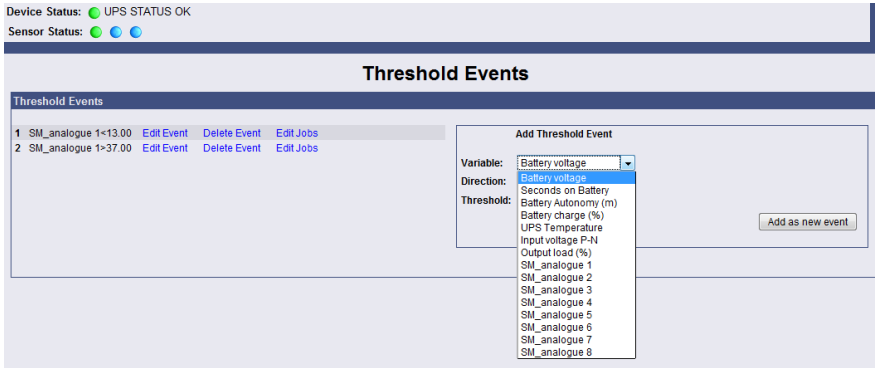 Device Status: UPS STATUS OK
Sensor Status:
Threshold Events
Threshold Events
1 SM_analogue 1<13.00 Edit Event Delete Event Edit Jobs
2 SM_analogue 1>37.00 Edit Event Delete Event Edit Jobs
Add Threshold Event
Variable: Battery voltage
Direction:
Threshold:
Battery voltage
Seconds on Battery
Battery Autonomy (m)
Battery charge (%)
UPS Temperature
Input voltage P-N
Output load (%)
SM_analogue 1
SM_analogue 2
SM_analogue 3
SM_analogue 4
SM_analogue 5
SM_analogue 6
SM_analogue 7
SM_analogue 8
Add as new event